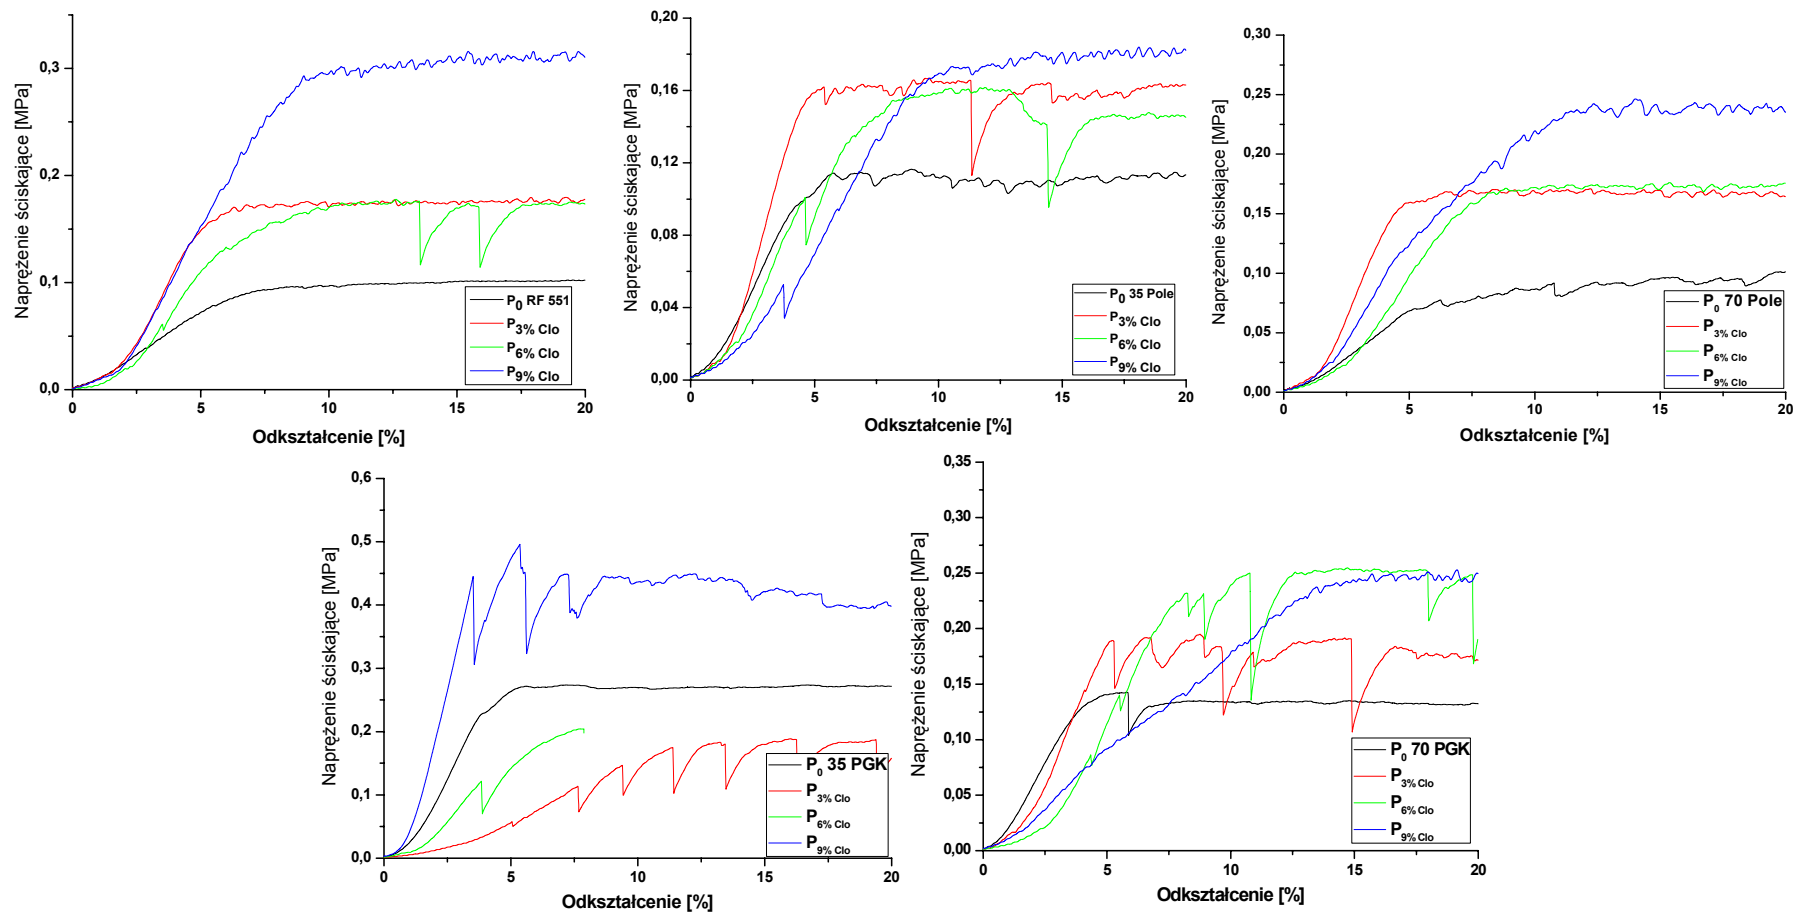 Naprężenie ściskające [MPa]
0,3
0,2
0,1
0,0
0 5 10 15 20
Odkształcenie [%]
P0 RF 551
P3% Clo
P6% Clo
P9% Clo
Naprężenie ściskające [MPa]
0,20
0,16
0,12
0,08
0,04
0,00
0 5 10 15 20
Odkształcenie [%]
P0 35 Pole
P3% Clo
P6% Clo
P9% Clo
Naprężenie ściskające [MPa]
0,30
0,25
0,20
0,15
0,10
0,05
0,00
0 5 10 15 20
Odkształcenie [%]
P0 70 Pole
P3% Clo
P6% Clo
P9% Clo
Naprężenie ściskające [MPa]
0,6
0,5
0,4
0,3
0,2
0,1
0,0
0 5 10 15 20
Odkształcenie [%]
P0 35 PGK
P3% Clo
P6% Clo
P9% Clo
Naprężenie ściskające [MPa]
0,35
0,30
0,25
0,20
0,15
0,10
0,05
0,00
0 5 10 15 20
Odkształcenie [%]
P0 70 PGK
P3% Clo
P6% Clo
P9% Clo